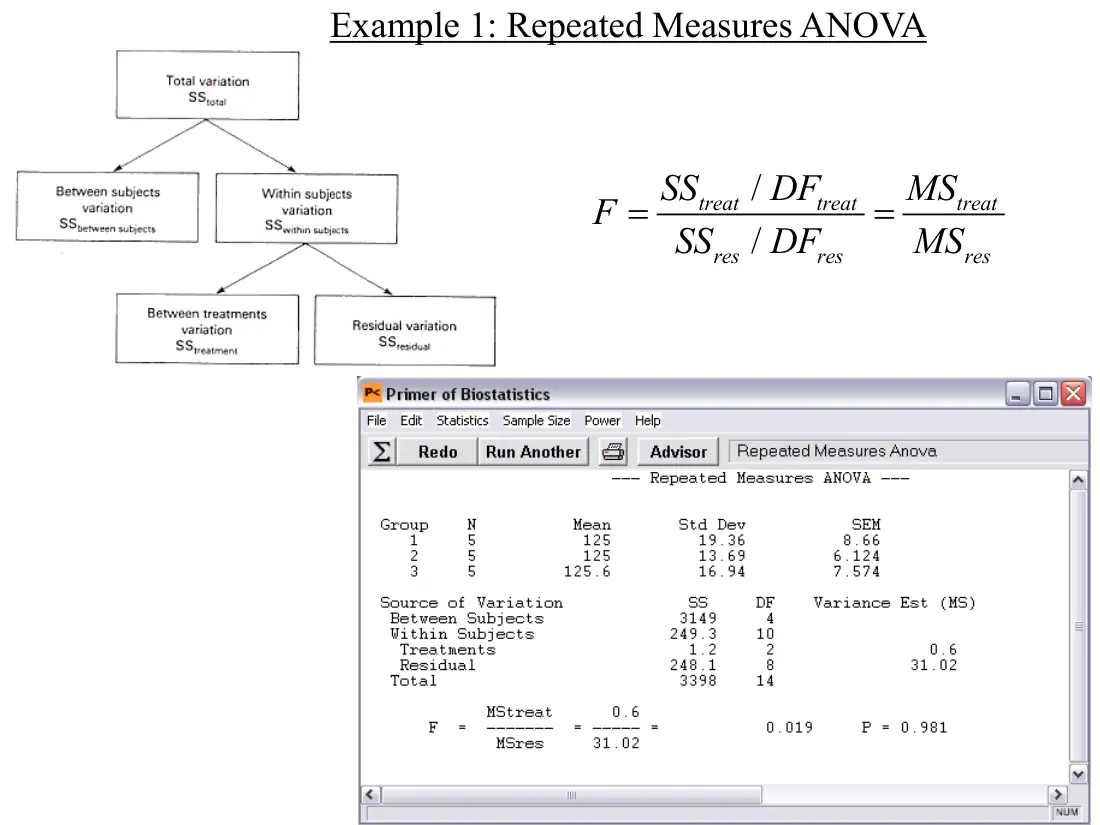 Example 1: Repeated Measures ANOVA
Total variation
SStotal
Between subjects
variation
SSbetween subjects
Within subjects
variation
SSwithin subjects
Between treatments
variation
SStreatment
Residual variation
SSresidual
F = (SStreat / DFtreat) / (SSres / DFres) = MStreat / MSres
Primer of Biostatistics
File Edit Statistics Sample Size Power Help
Σ Redo Run Another Advisor Repeated Measures Anova
--- Repeated Measures ANOVA ---
Group N Mean Std Dev SEM
1 5 125 19.36 8.66
2 5 125 13.69 6.124
3 5 125.6 16.94 7.574
Source of Variation SS DF Variance Est (MS)
Between Subjects 3149 4
Within Subjects 249.3 10
Treatments 1.2 2 0.6
Residual 248.1 8 31.02
Total 3398 14
MStreat 0.6
F = ------- = ----- = 0.019 P = 0.981
MSres 31.02
NUM